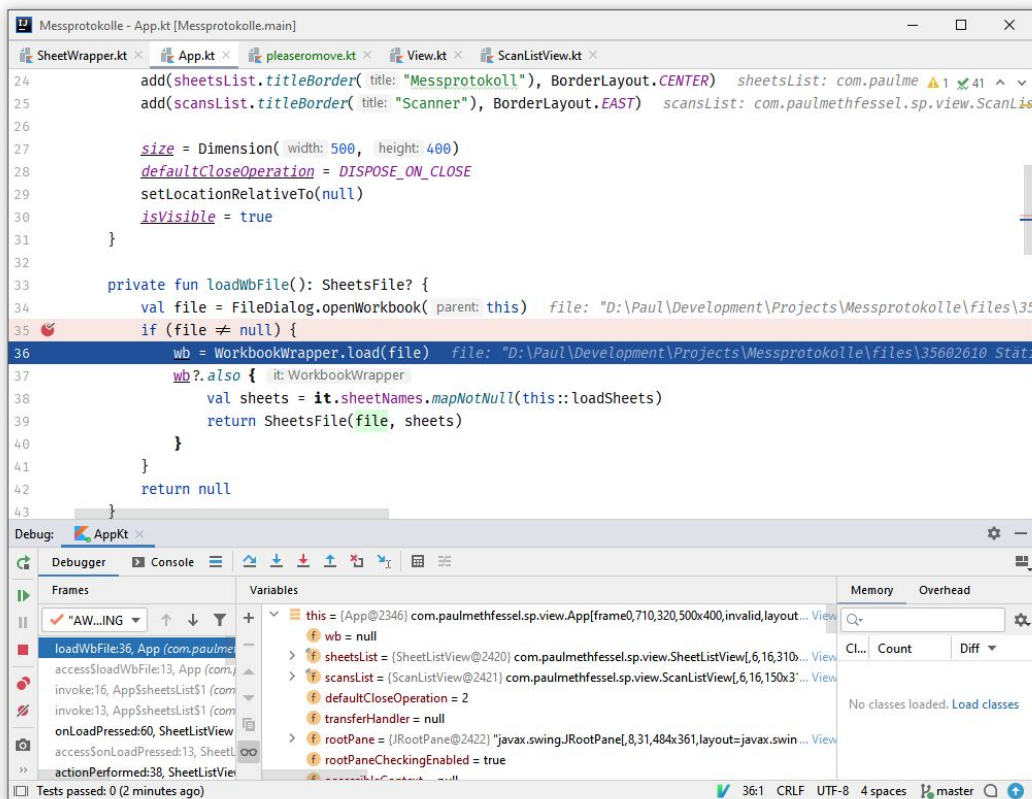 Messprotokolle - App.kt [Messprotokolle.main]
SheetWrapper.kt App.kt pleaseromove.kt View.kt ScanListView.kt
24 add(sheetsList.titleBorder( title: "Messprotokoll"), BorderLayout.CENTER) sheetsList: com.paulme 1 41
25 add(scansList.titleBorder( title: "Scanner"), BorderLayout.EAST) scansList: com.paulmethfessel.sp.view.ScanLis
26
27 size = Dimension( width: 500, height: 400)
28 defaultCloseOperation = DISPOSE_ON_CLOSE
29 setLocationRelativeTo(null)
30 isVisible = true
31 }
32
33 private fun loadWbFile(): SheetsFile? {
34 val file = FileDialog.openWorkbook( parent: this) file: "D:\Paul\Development\Projects\Messprotokolle\files\35
35 if (file ≠ null) {
36 wb = WorkbookWrapper.load(file) file: "D:\Paul\Development\Projects\Messprotokolle\files\35602610 Stäti
37 wb?.also { it: WorkbookWrapper
38 val sheets = it.sheetNames.mapNotNull(this::loadSheets)
39 return SheetsFile(file, sheets)
40 }
41 }
42 return null
43 }
Debug: AppKt
Debugger Console
Frames Variables Memory Overhead
"AW...ING
loadWbFile:36, App (com.paulmet
access$loadWbFile:13, App (com.
invoke:16, App$sheetsList$1 (com
invoke:13, App$sheetsList$1 (com
onLoadPressed:60, SheetListView
access$onLoadPressed:13, SheetL
actionPerformed:38, SheetListView
this = {App@2346} com.paulmethfessel.sp.view.App[frame0,710,320,500x400,invalid,layout... View
wb = null
sheetsList = {SheetListView@2420} com.paulmethfessel.sp.view.SheetListView[,6,16,310x... View
scansList = {ScanListView@2421} com.paulmethfessel.sp.view.ScanListView[,6,16,150x31... View
defaultCloseOperation = 2
transferHandler = null
rootPane = {JRootPane@2422} "javax.swing.JRootPane[,8,31,484x361,layout=javax.swin... View
rootPaneCheckingEnabled = true
Cl... Count Diff
No classes loaded. Load classes
Tests passed: 0 (2 minutes ago) 36:1 CRLF UTF-8 4 spaces master